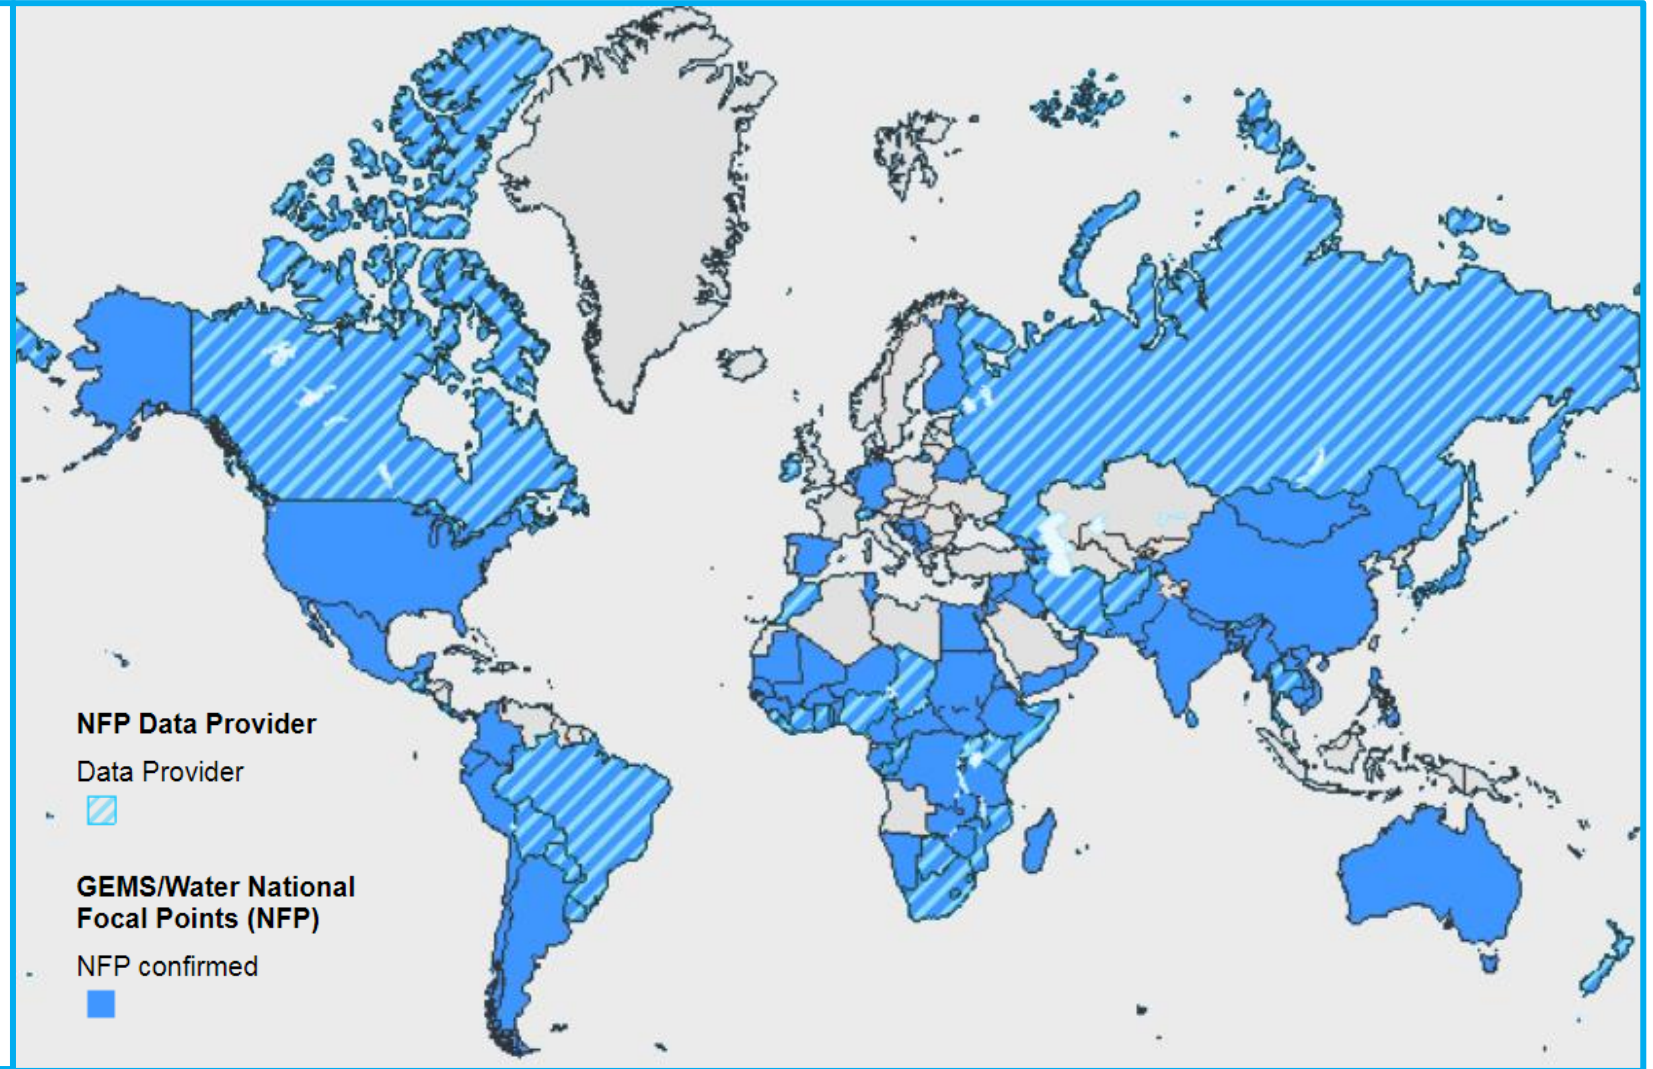 NFP Data Provider
Data Provider
GEMS/Water National
Focal Points (NFP)
NFP confirmed